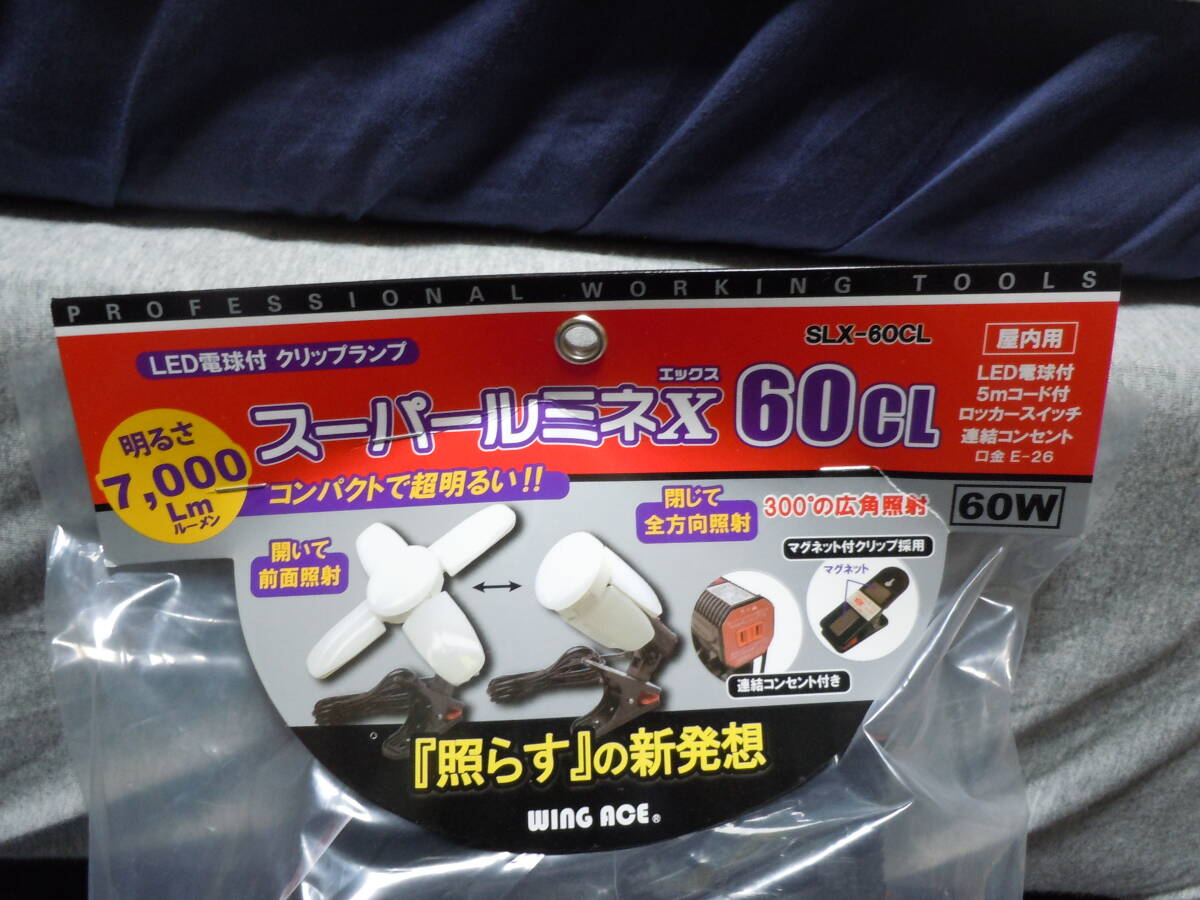 PROFESSIONAL WORKING TOOLS
LED電球付 クリップランプ
SLX-60CL
屋内用
エックス
スーパールミネX 60CL
LED電球付
5mコード付
ロッカースイッチ
連結コンセント
口金 E-26
明るさ
7,000
Lm
ルーメン
コンパクトで超明るい!!
60W
開いて
前面照射
閉じて
全方向照射
300°の広角照射
マグネット付クリップ採用
マグネット
連結コンセント付き
『照らす』の新発想
WING ACE®